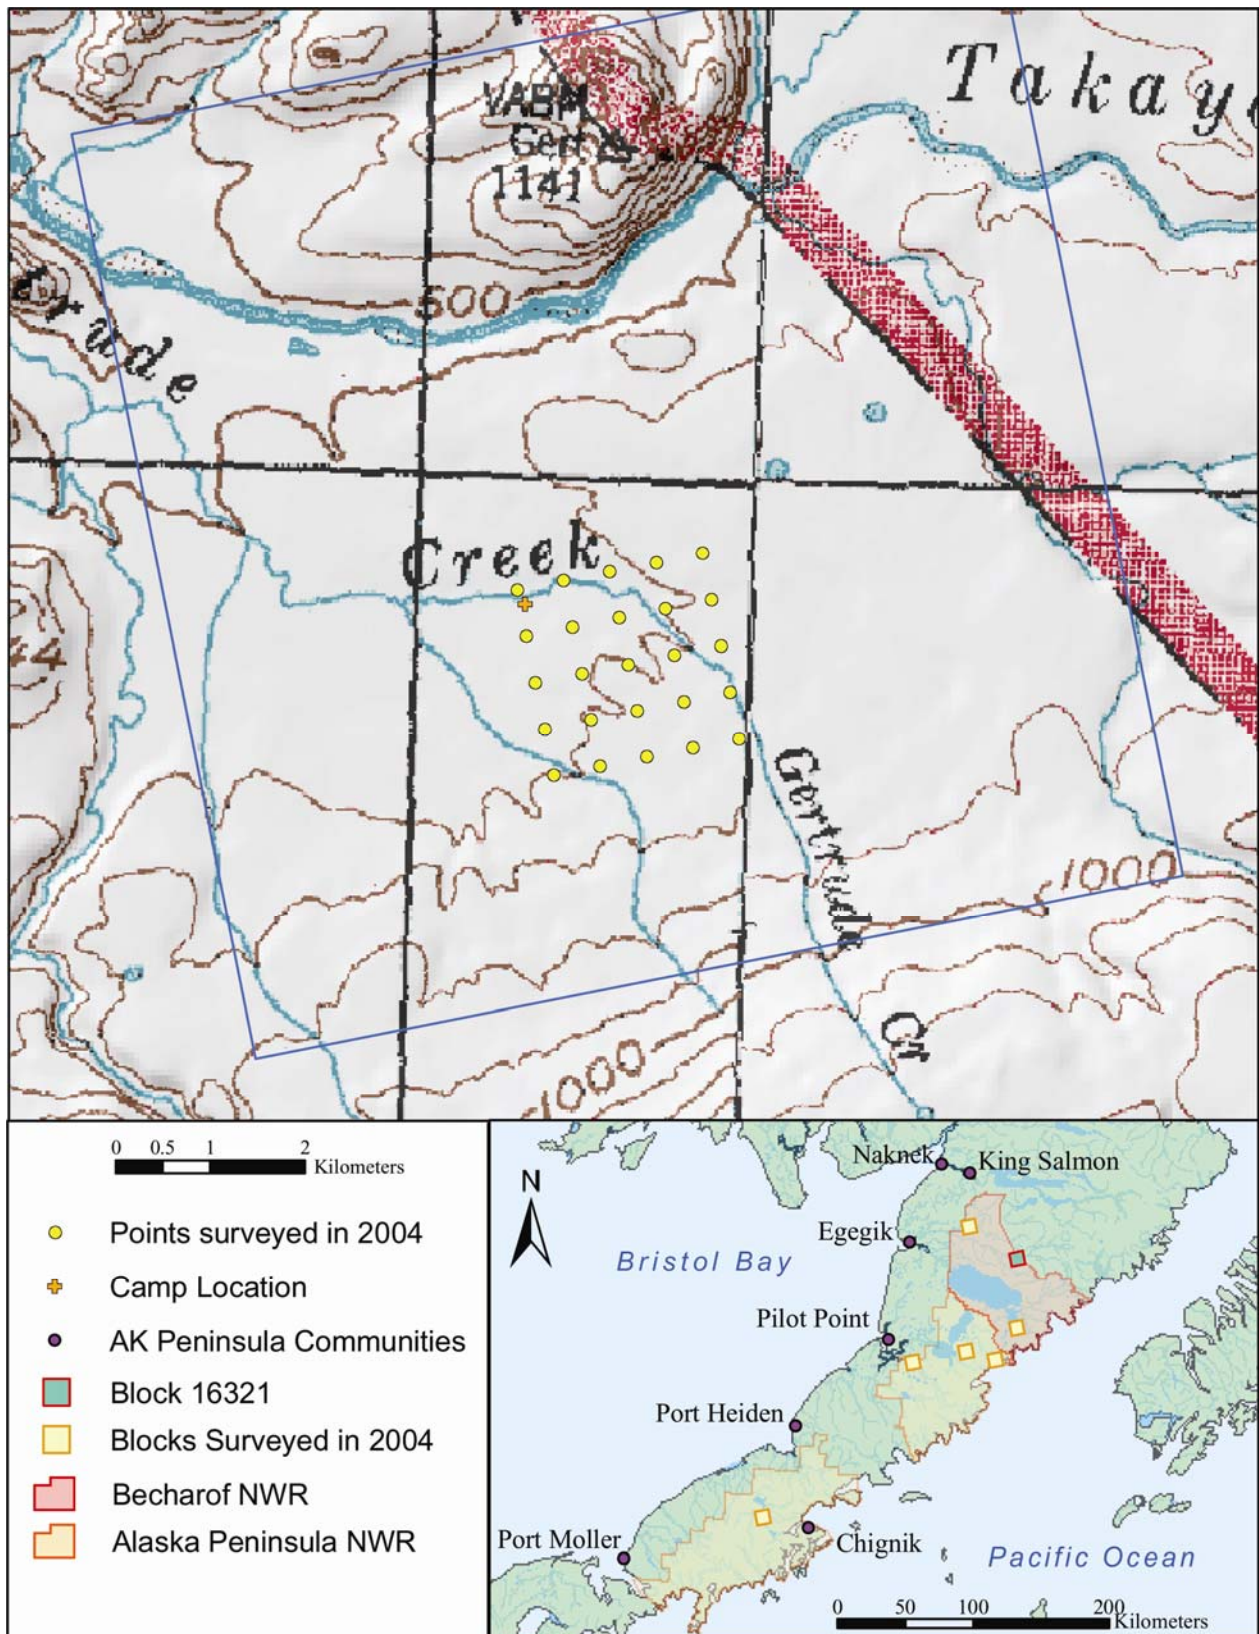 Takay
VABM
Gert
1141
500
rade
Creek
44
Gertrude
Cr
1000
1000
0 0.5 1 2
Kilometers
Points surveyed in 2004
Camp Location
AK Peninsula Communities
Block 16321
Blocks Surveyed in 2004
Becharof NWR
Alaska Peninsula NWR
N
Naknek
King Salmon
Egegik
Bristol Bay
Pilot Point
Port Heiden
Port Moller
Chignik
Pacific Ocean
0 50 100 200
Kilometers